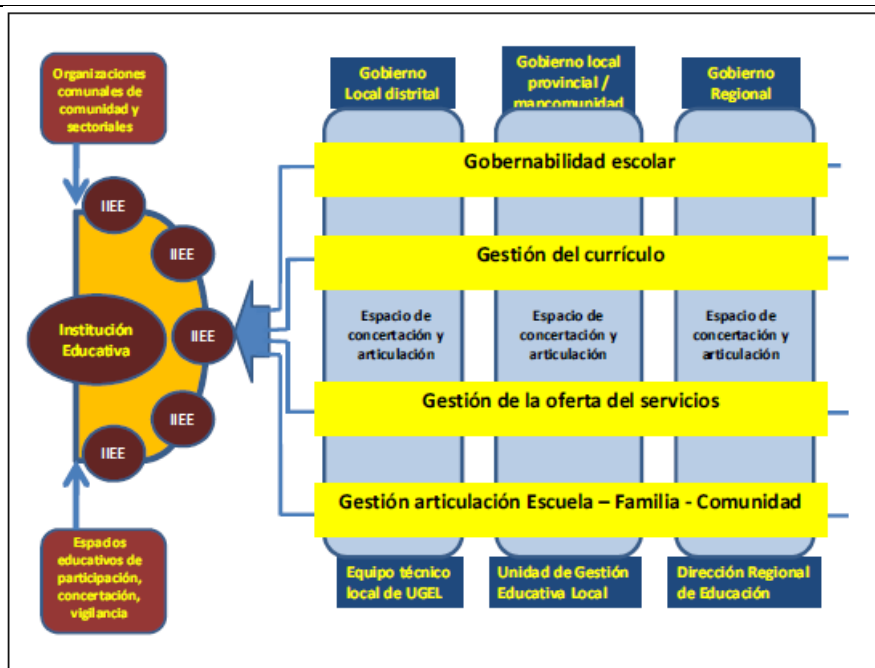 Organizaciones
comunales de
comunidad y
sectoriales
IIEE
IIEE
Institución
Educativa
IIEE
IIEE
IIEE
Espacios
educativos de
participación,
concertación,
vigilancia
Gobierno
Local distrital
Gobierno local
provincial /
mancomunidad
Gobierno
Regional
Gobernabilidad escolar
Gestión del currículo
Espacio de
concertación y
articulación
Espacio de
concertación y
articulación
Espacio de
concertación y
articulación
Gestión de la oferta del servicios
Gestión articulación Escuela – Familia - Comunidad
Equipo técnico
local de UGEL
Unidad de Gestión
Educativa Local
Dirección Regional
de Educación